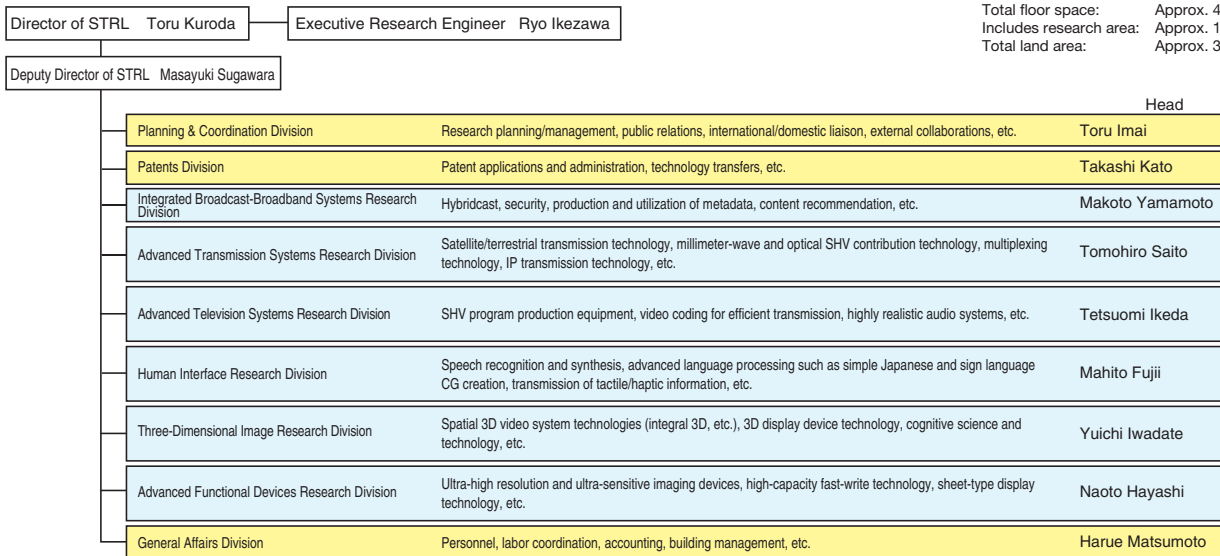 Director of STRL Toru Kuroda
Executive Research Engineer Ryo Ikezawa
Total floor space: Approx. 4
Includes research area: Approx. 1
Total land area: Approx. 3
Deputy Director of STRL Masayuki Sugawara
Head
Planning & Coordination Division Research planning/management, public relations, international/domestic liaison, external collaborations, etc. Toru Imai
Patents Division Patent applications and administration, technology transfers, etc. Takashi Kato
Integrated Broadcast-Broadband Systems Research
Division
Hybridcast, security, production and utilization of metadata, content recommendation, etc. Makoto Yamamoto
Advanced Transmission Systems Research Division
Satellite/terrestrial transmission technology, millimeter-wave and optical SHV contribution technology, multiplexing
technology, IP transmission technology, etc.
Tomohiro Saito
Advanced Television Systems Research Division SHV program production equipment, video coding for efficient transmission, highly realistic audio systems, etc. Tetsuomi Ikeda
Human Interface Research Division
Speech recognition and synthesis, advanced language processing such as simple Japanese and sign language
CG creation, transmission of tactile/haptic information, etc.
Mahito Fujii
Three-Dimensional Image Research Division
Spatial 3D video system technologies (integral 3D, etc.), 3D display device technology, cognitive science and
technology, etc.
Yuichi Iwadate
Advanced Functional Devices Research Division
Ultra-high resolution and ultra-sensitive imaging devices, high-capacity fast-write technology, sheet-type display
technology, etc.
Naoto Hayashi
General Affairs Division Personnel, labor coordination, accounting, building management, etc. Harue Matsumoto